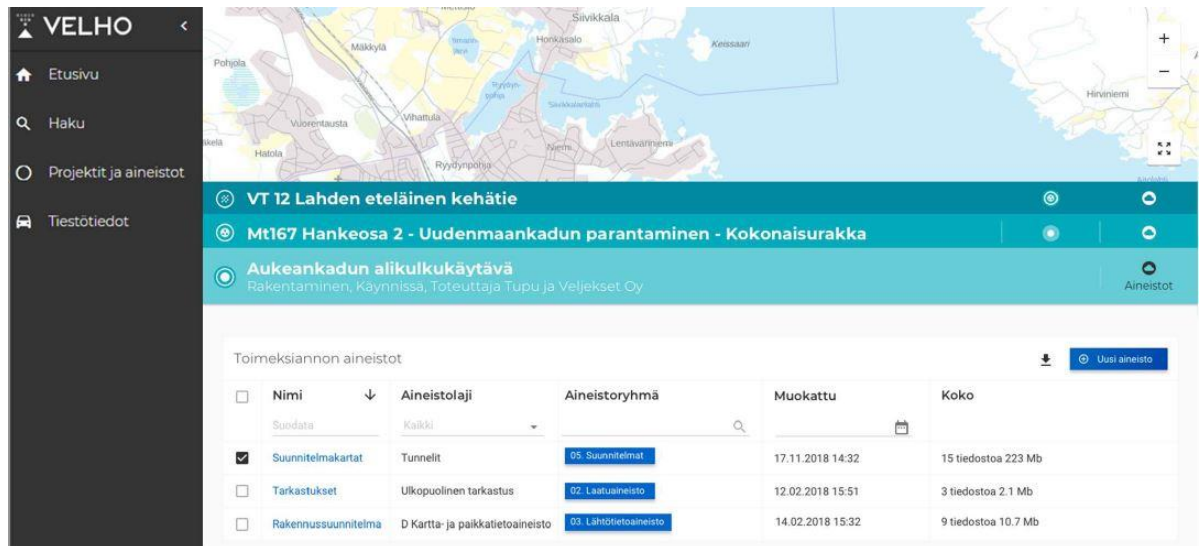 VELHO
Etusivu
Haku
Projektit ja aineistot
Tiestötiedot
Siivikkala
Honkasalo
Mäkkylä
Keissaari
Pohjola
Siivikkalanlahti
Hirviniemi
Vuorentausta
Vihattula
Hatola
Niemi
Lentävänniemi
Ryydynpohja
VT 12 Lahden eteläinen kehätie
Mt167 Hankeosa 2 - Uudenmaankadun parantaminen - Kokonaisurakka
Aukeankadun alikulkukäytävä
Rakentaminen, Käynnissä, Toteuttaja Tupu ja Veljekset Oy
Aineistot
Toimeksiannon aineistot
Uusi aineisto
Nimi Aineistolaji Aineistoryhmä Muokattu Koko
Suodata Kaikki
Suunnitelmakartat Tunnelit 05. Suunnitelmat 17.11.2018 14:32 15 tiedostoa 223 Mb
Tarkastukset Ulkopuolinen tarkastus 02. Laatuaineisto 12.02.2018 15:51 3 tiedostoa 2.1 Mb
Rakennussuunnitelma D Kartta- ja paikkatietoaineisto 03. Lähtötietoaineisto 14.02.2018 15:32 9 tiedostoa 10.7 Mb